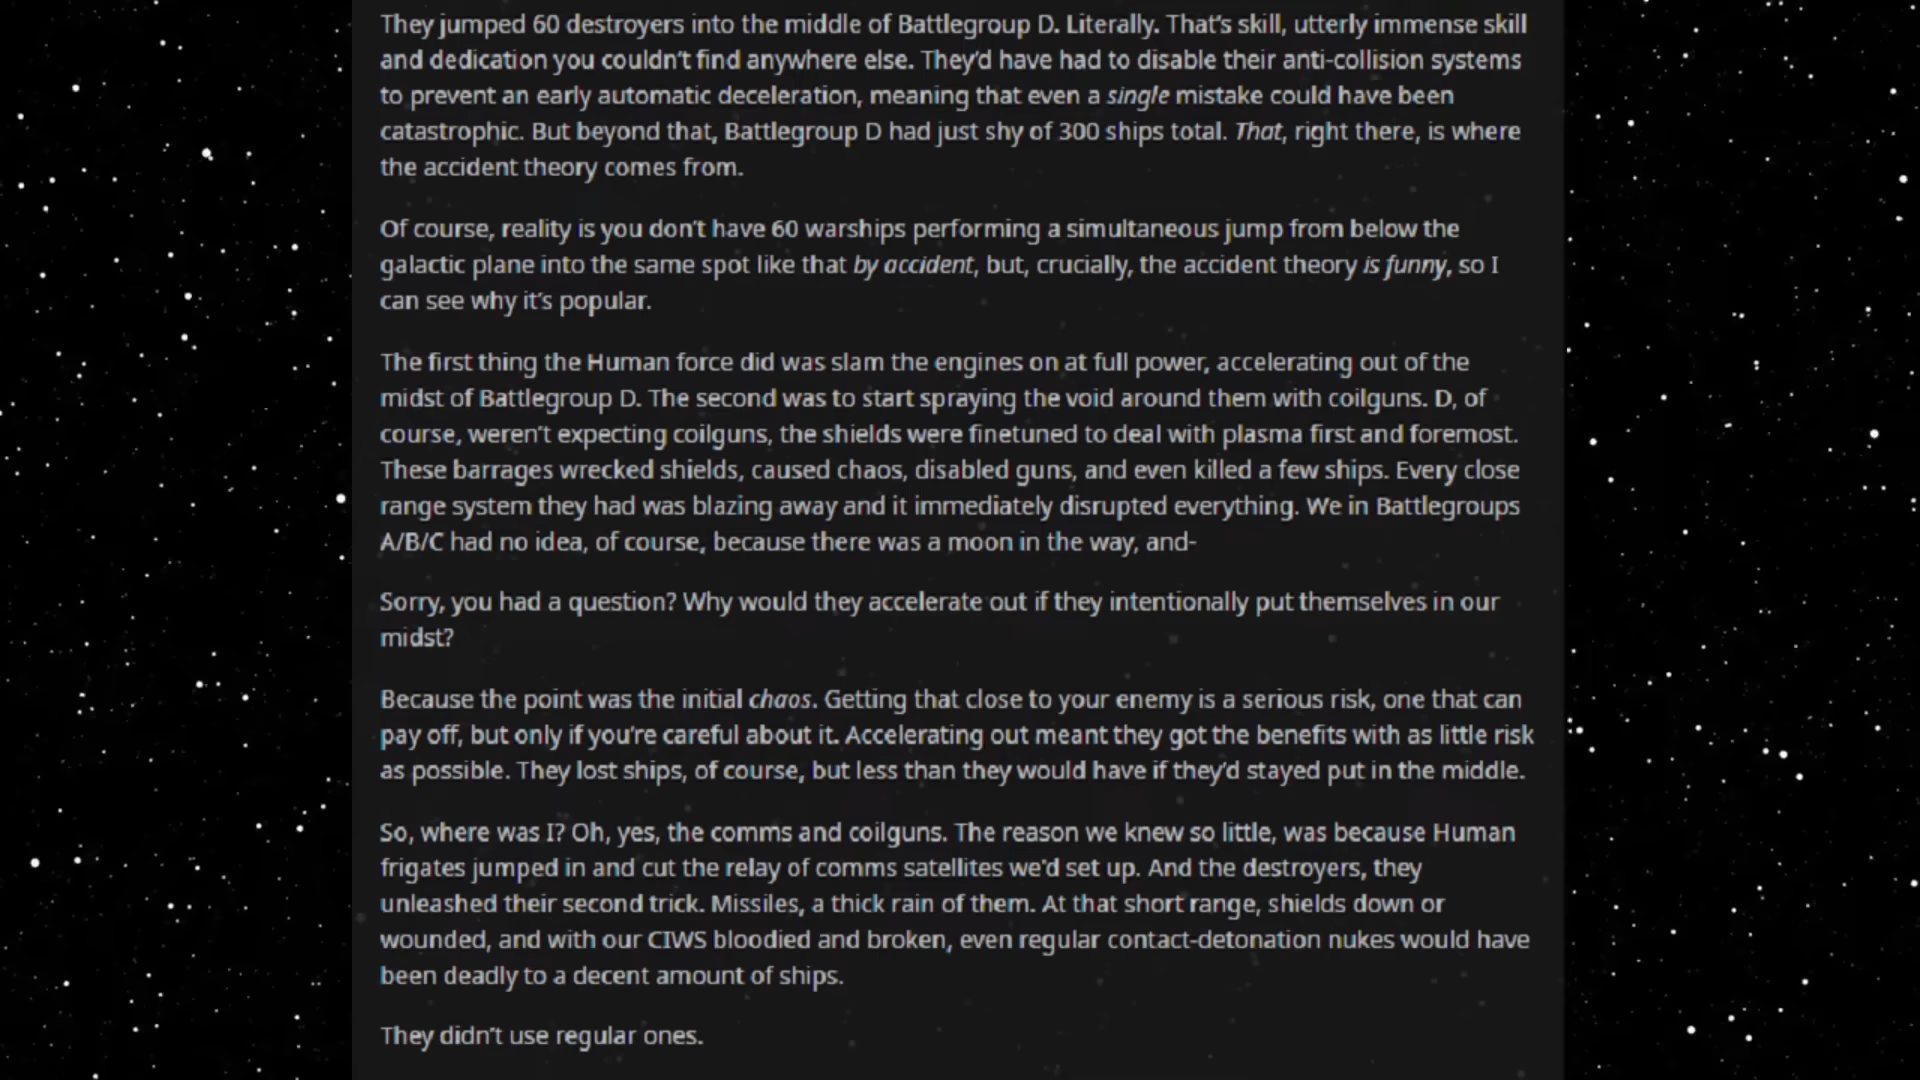 They jumped 60 destroyers into the middle of Battlegroup D. Literally. That's skill, utterly immense skill
and dedication you couldn't find anywhere else. They'd have had to disable their anti-collision systems
to prevent an early automatic deceleration, meaning that even a single mistake could have been
catastrophic. But beyond that, Battlegroup D had just shy of 300 ships total. That, right there, is where
the accident theory comes from.
Of course, reality is you don't have 60 warships performing a simultaneous jump from below the
galactic plane into the same spot like that by accident, but, crucially, the accident theory is funny, so I
can see why it's popular.
The first thing the Human force did was slam the engines on at full power, accelerating out of the
midst of Battlegroup D. The second was to start spraying the void around them with coilguns. D, of
course, weren't expecting coilguns, the shields were finetuned to deal with plasma first and foremost.
These barrages wrecked shields, caused chaos, disabled guns, and even killed a few ships. Every close
range system they had was blazing away and it immediately disrupted everything. We in Battlegroups
A/B/C had no idea, of course, because there was a moon in the way, and-
Sorry, you had a question? Why would they accelerate out if they intentionally put themselves in our
midst?
Because the point was the initial chaos. Getting that close to your enemy is a serious risk, one that can
pay off, but only if you're careful about it. Accelerating out meant they got the benefits with as little risk
as possible. They lost ships, of course, but less than they would have if they'd stayed put in the middle.
So, where was I? Oh, yes, the comms and coilguns. The reason we knew so little, was because Human
frigates jumped in and cut the relay of comms satellites we'd set up. And the destroyers, they
unleashed their second trick. Missiles, a thick rain of them. At that short range, shields down or
wounded, and with our CIWS bloodied and broken, even regular contact-detonation nukes would have
been deadly to a decent amount of ships.
They didn't use regular ones.